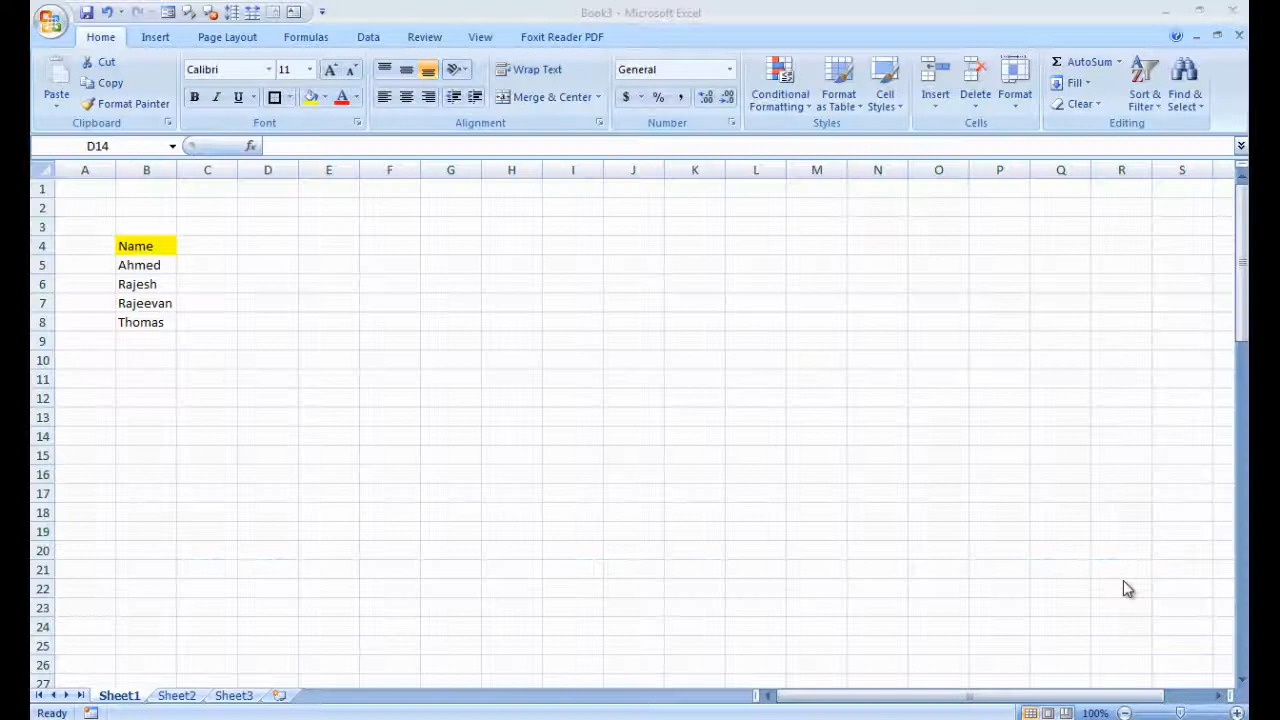 Book3 - Microsoft Excel
Home Insert Page Layout Formulas Data Review View Foxit Reader PDF
Paste
Cut
Copy
Format Painter
Clipboard
Calibri 11
B I U
Font
Wrap Text
Merge & Center
Alignment
General
$ % ,
Number
Conditional Formatting
Format as Table
Cell Styles
Styles
Insert Delete Format
Cells
AutoSum
Fill
Clear
Sort & Filter
Find & Select
Editing
D14 fx
A B C D E F G H I J K L M N O P Q R S
1
2
3
4 Name
5 Ahmed
6 Rajesh
7 Rajeevan
8 Thomas
9
10
11
12
13
14
15
16
17
18
19
20
21
22
23
24
25
26
27
Sheet1 Sheet2 Sheet3
Ready 100%